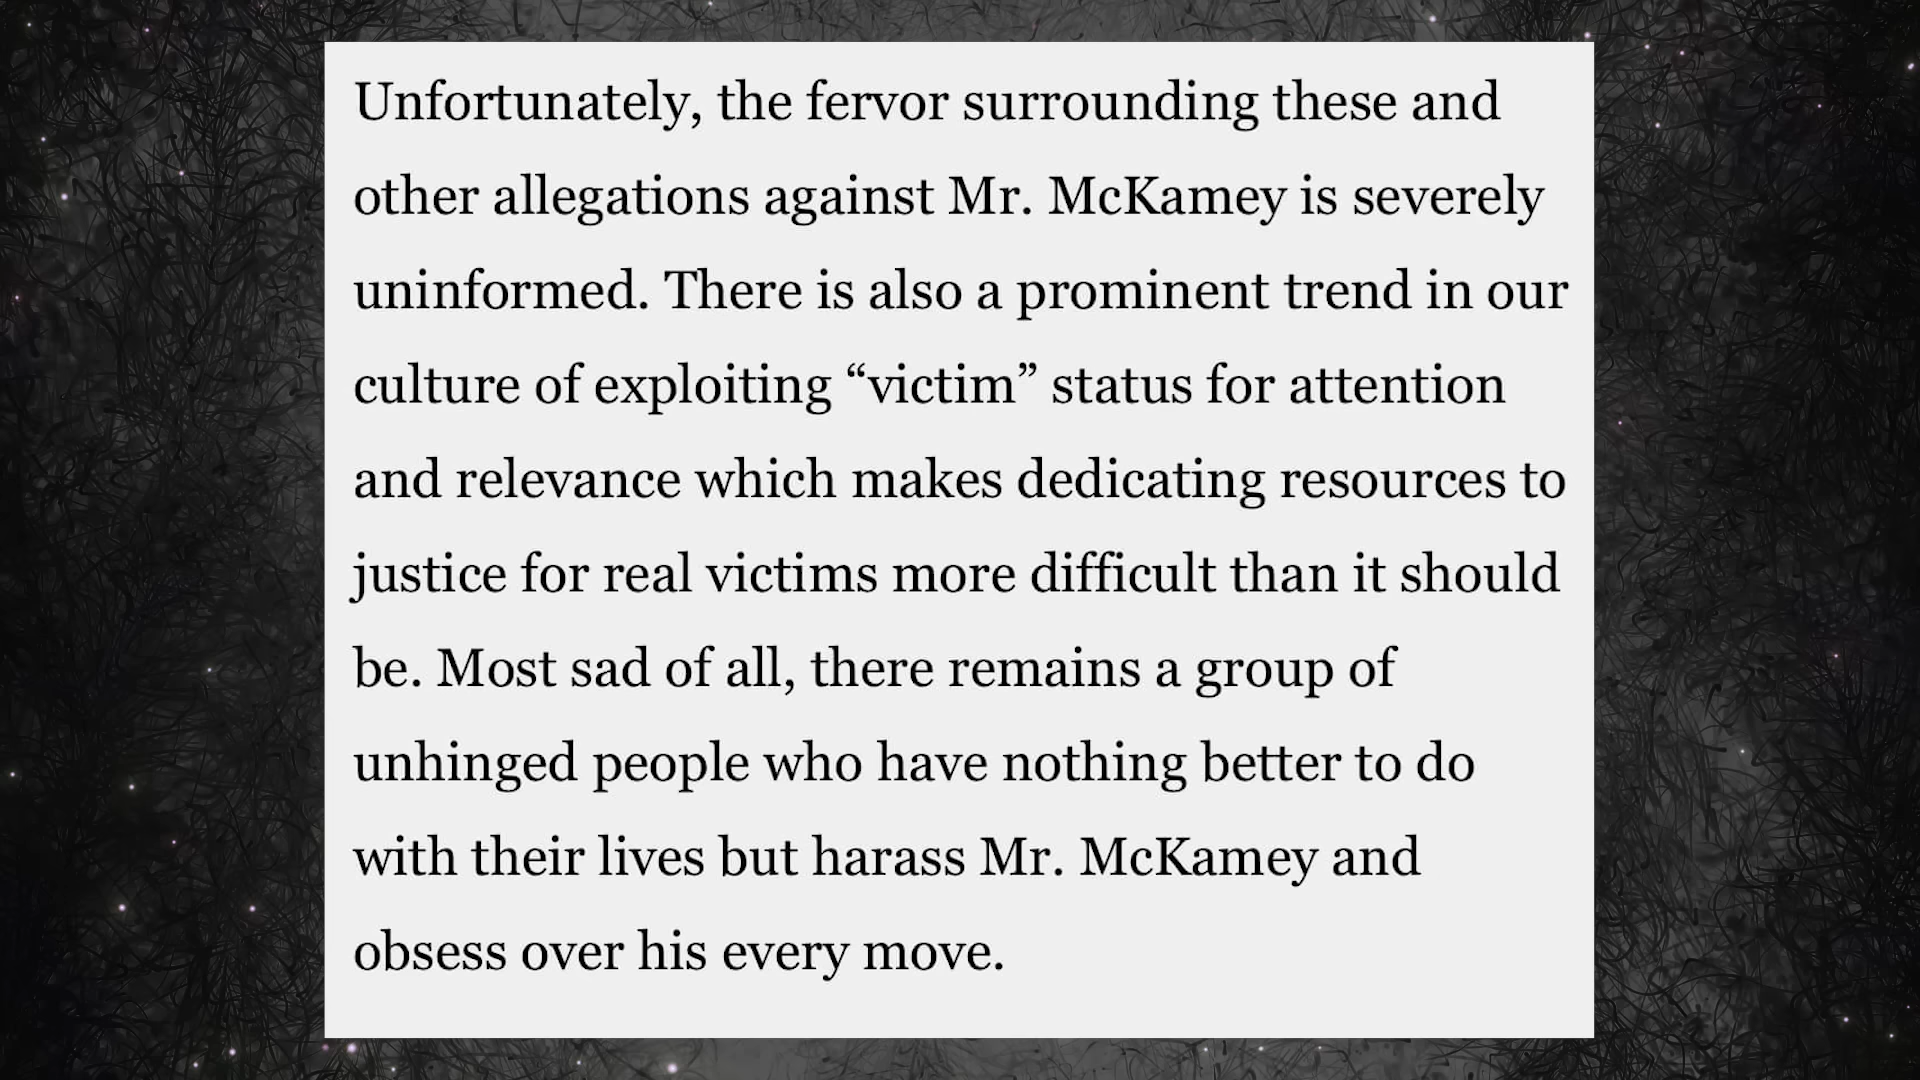 Unfortunately, the fervor surrounding these and
other allegations against Mr. McKamey is severely
uninformed. There is also a prominent trend in our
culture of exploiting “victim” status for attention
and relevance which makes dedicating resources to
justice for real victims more difficult than it should
be. Most sad of all, there remains a group of
unhinged people who have nothing better to do
with their lives but harass Mr. McKamey and
obsess over his every move.